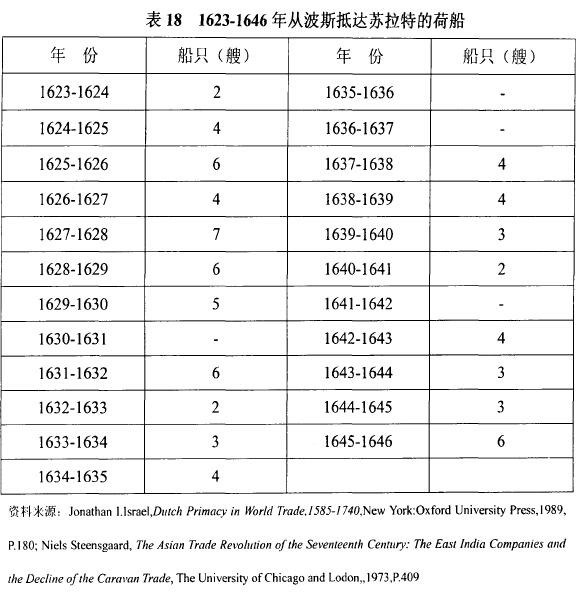 表 18 1623-1646 年从波斯抵达苏拉特的荷船
年 份 船只（艘） 年 份 船只（艘）
1623-1624 2 1635-1636 -
1624-1625 4 1636-1637 -
1625-1626 6 1637-1638 4
1626-1627 4 1638-1639 4
1627-1628 7 1639-1640 3
1628-1629 6 1640-1641 2
1629-1630 5 1641-1642 -
1630-1631 - 1642-1643 4
1631-1632 6 1643-1644 3
1632-1633 2 1644-1645 3
1633-1634 3 1645-1646 6
1634-1635 4
资料来源：Jonathan I.Israel,Dutch Primacy in World Trade,1585-1740,New York:Oxford University Press,1989,
P.180; Niels Steensgaard, The Asian Trade Revolution of the Seventeenth Century: The East India Companies and
the Decline of the Caravan Trade, The University of Chicago and Lodon,,1973,P.409